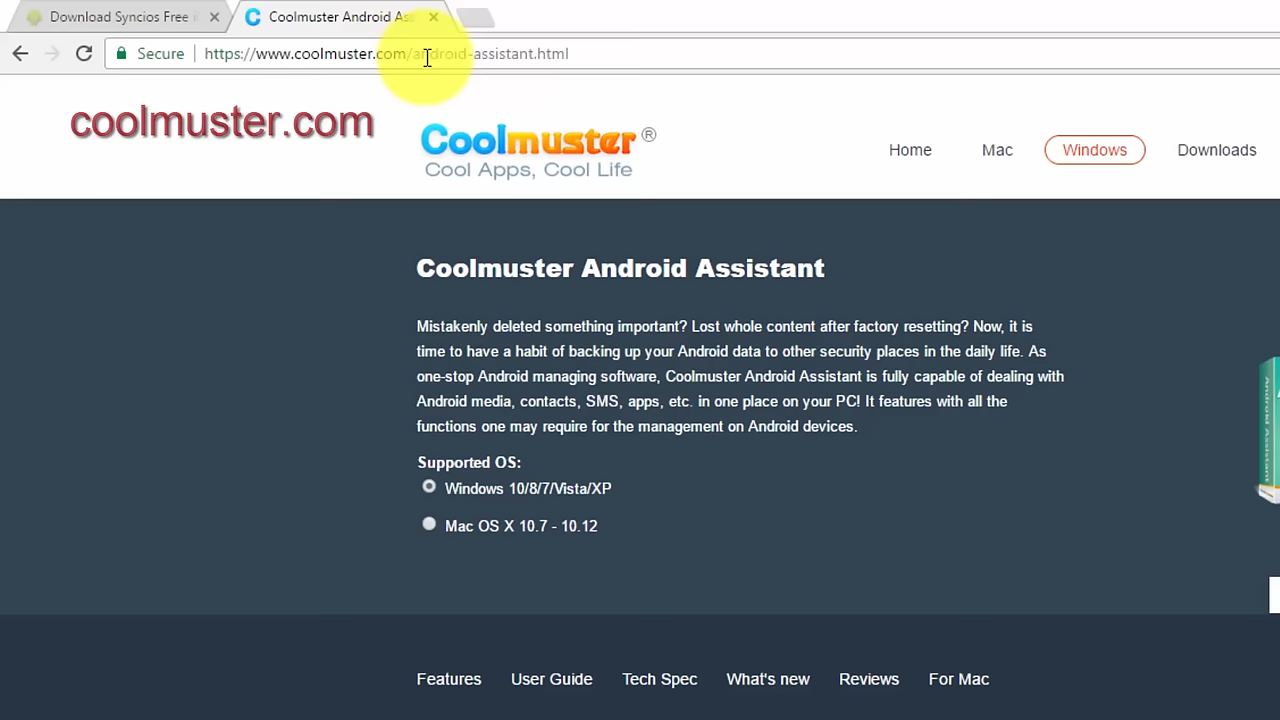 Download Syncios Free
Coolmuster Android Ass
Secure
https://www.coolmuster.com/android-assistant.html
coolmuster.com
Coolmuster ®
Cool Apps, Cool Life
Home
Mac
Windows
Downloads
Coolmuster Android Assistant
Mistakenly deleted something important? Lost whole content after factory resetting? Now, it is
time to have a habit of backing up your Android data to other security places in the daily life. As
one-stop Android managing software, Coolmuster Android Assistant is fully capable of dealing with
Android media, contacts, SMS, apps, etc. in one place on your PC! It features with all the
functions one may require for the management on Android devices.
Supported OS:
Windows 10/8/7/Vista/XP
Mac OS X 10.7 - 10.12
Android Assistant
Features
User Guide
Tech Spec
What's new
Reviews
For Mac